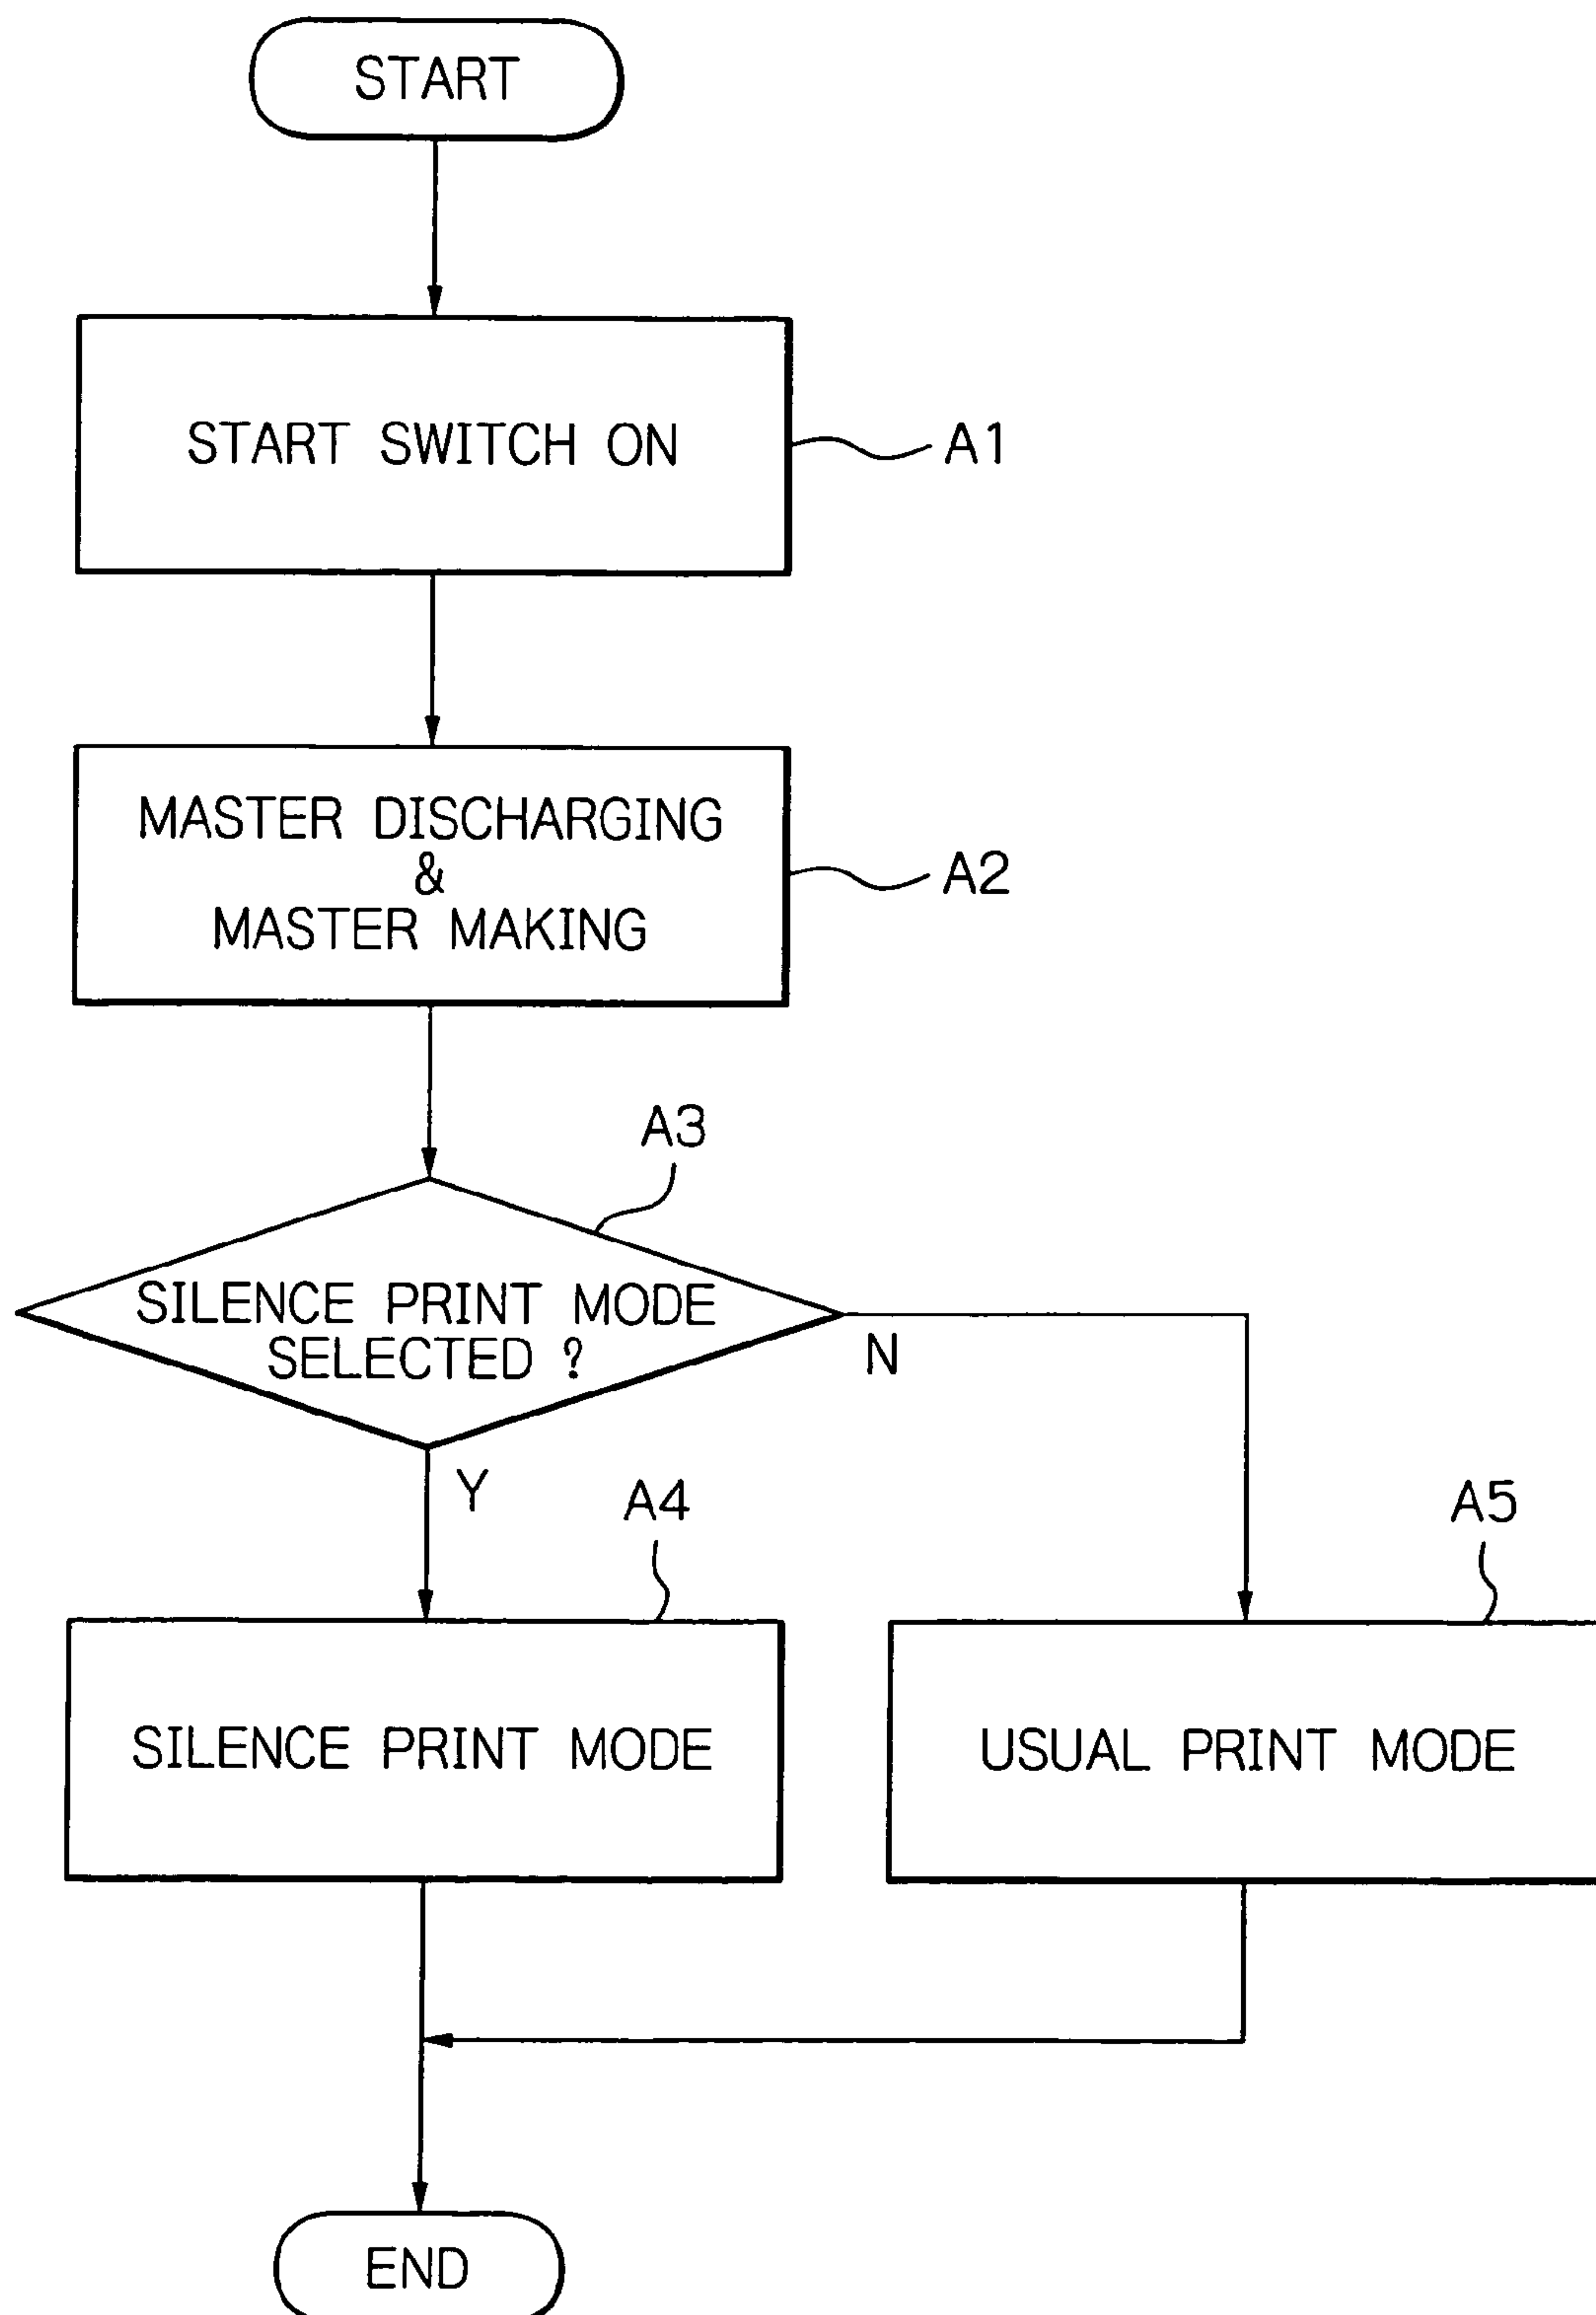 START
START SWITCH ON
A1
MASTER DISCHARGING
&
MASTER MAKING
A2
A3
SILENCE PRINT MODE
SELECTED ?
N
Y
A4
A5
SILENCE PRINT MODE
USUAL PRINT MODE
END